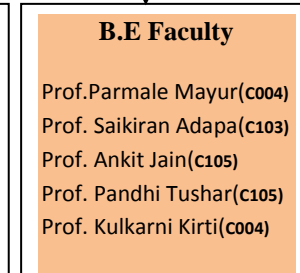 B.E Faculty
Prof.Parmale Mayur(C004)
Prof. Saikiran Adapa(C103)
Prof. Ankit Jain(C105)
Prof. Pandhi Tushar(C105)
Prof. Kulkarni Kirti(C004)